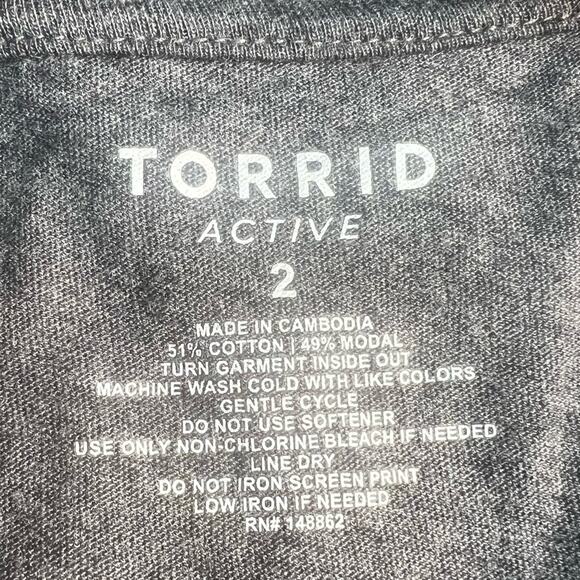 TORRID
ACTIVE
2
MADE IN CAMBODIA
51% COTTON | 49% MODAL
TURN GARMENT INSIDE OUT
MACHINE WASH COLD WITH LIKE COLORS
GENTLE CYCLE
DO NOT USE SOFTENER
USE ONLY NON-CHLORINE BLEACH IF NEEDED
LINE DRY
DO NOT IRON SCREEN PRINT
LOW IRON IF NEEDED
RN# 148862